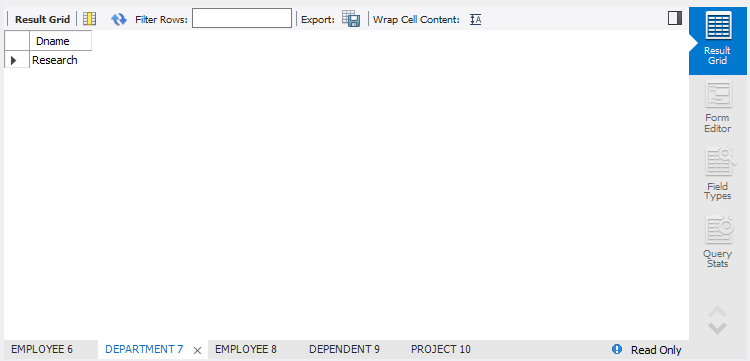 Result Grid Filter Rows: Export: Wrap Cell Content:
Dname
Research
Result
Grid
Form
Editor
Field
Types
Query
Stats
EMPLOYEE 6 DEPARTMENT 7 EMPLOYEE 8 DEPENDENT 9 PROJECT 10 Read Only